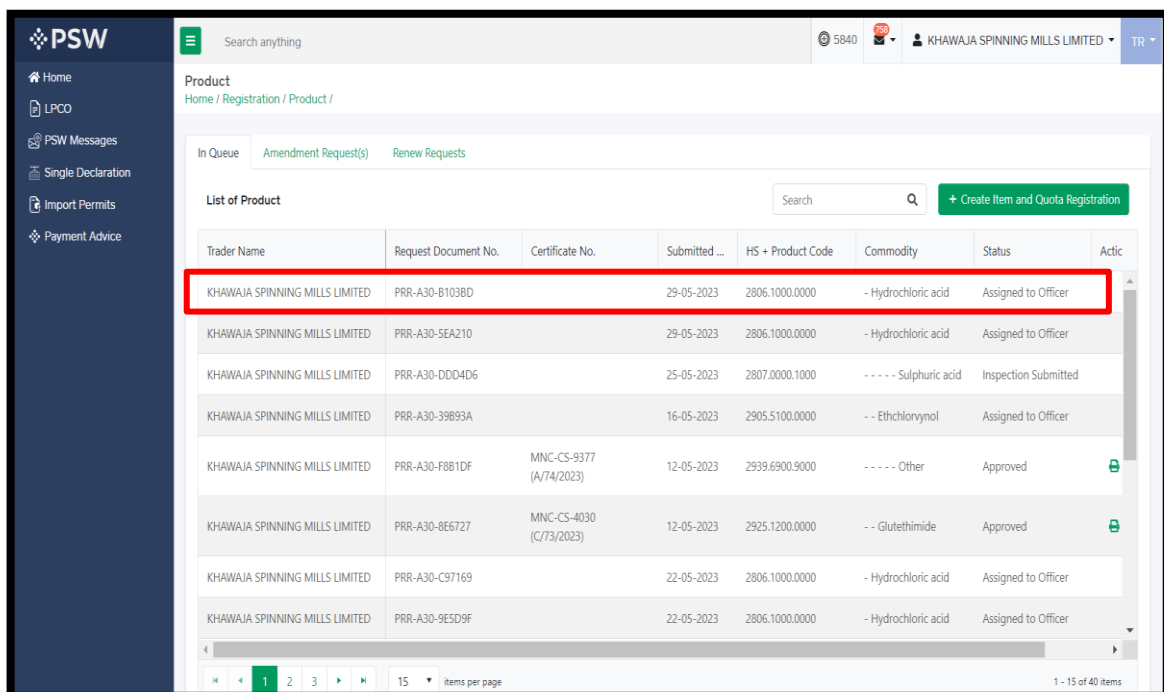 PSW
Search anything
5840
758
KHAWAJA SPINNING MILLS LIMITED
TR
Home
LPCO
PSW Messages
Single Declaration
Import Permits
Payment Advice
Product
Home / Registration / Product /
In Queue Amendment Request(s) Renew Requests
List of Product
Search
+ Create Item and Quota Registration
Trader Name Request Document No. Certificate No. Submitted ... HS + Product Code Commodity Status Actic
KHAWAJA SPINNING MILLS LIMITED PRR-A30-B103BD 29-05-2023 2806.1000.0000 - Hydrochloric acid Assigned to Officer
KHAWAJA SPINNING MILLS LIMITED PRR-A30-5EA210 29-05-2023 2806.1000.0000 - Hydrochloric acid Assigned to Officer
KHAWAJA SPINNING MILLS LIMITED PRR-A30-DDD4D6 25-05-2023 2807.0000.1000 - - - - - Sulphuric acid Inspection Submitted
KHAWAJA SPINNING MILLS LIMITED PRR-A30-39B93A 16-05-2023 2905.5100.0000 - - Ethchlorvynol Assigned to Officer
KHAWAJA SPINNING MILLS LIMITED PRR-A30-F8B1DF MNC-CS-9377 (A/74/2023) 12-05-2023 2939.6900.9000 - - - - - Other Approved
KHAWAJA SPINNING MILLS LIMITED PRR-A30-8E6727 MNC-CS-4030 (C/73/2023) 12-05-2023 2925.1200.0000 - - Glutethimide Approved
KHAWAJA SPINNING MILLS LIMITED PRR-A30-C97169 22-05-2023 2806.1000.0000 - Hydrochloric acid Assigned to Officer
KHAWAJA SPINNING MILLS LIMITED PRR-A30-9E5D9F 22-05-2023 2806.1000.0000 - Hydrochloric acid Assigned to Officer
1 2 3 15 items per page 1 - 15 of 40 items